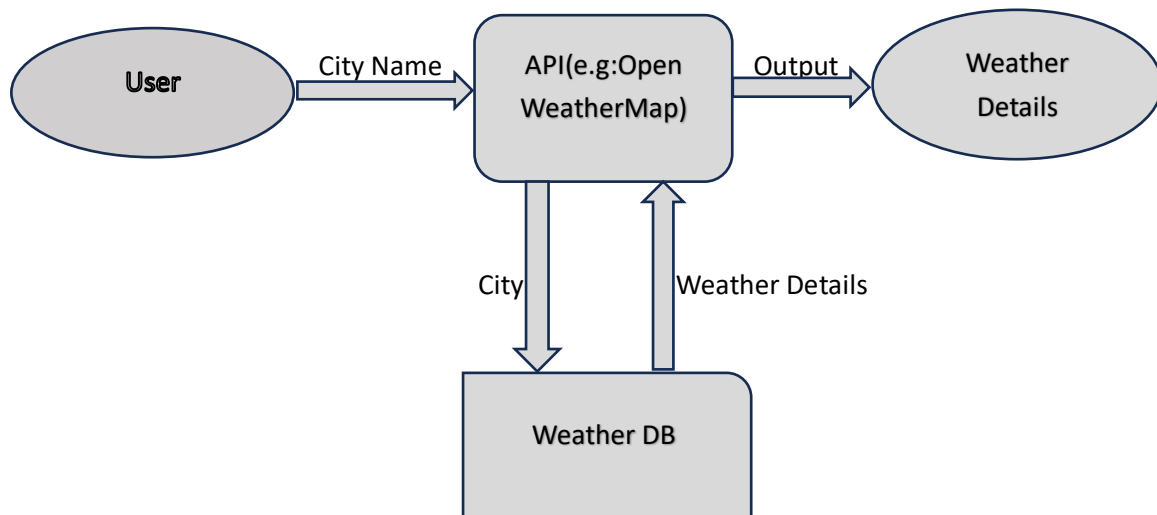 User
City Name
API(e.g:Open
WeatherMap)
Output
Weather
Details
City
Weather Details
Weather DB